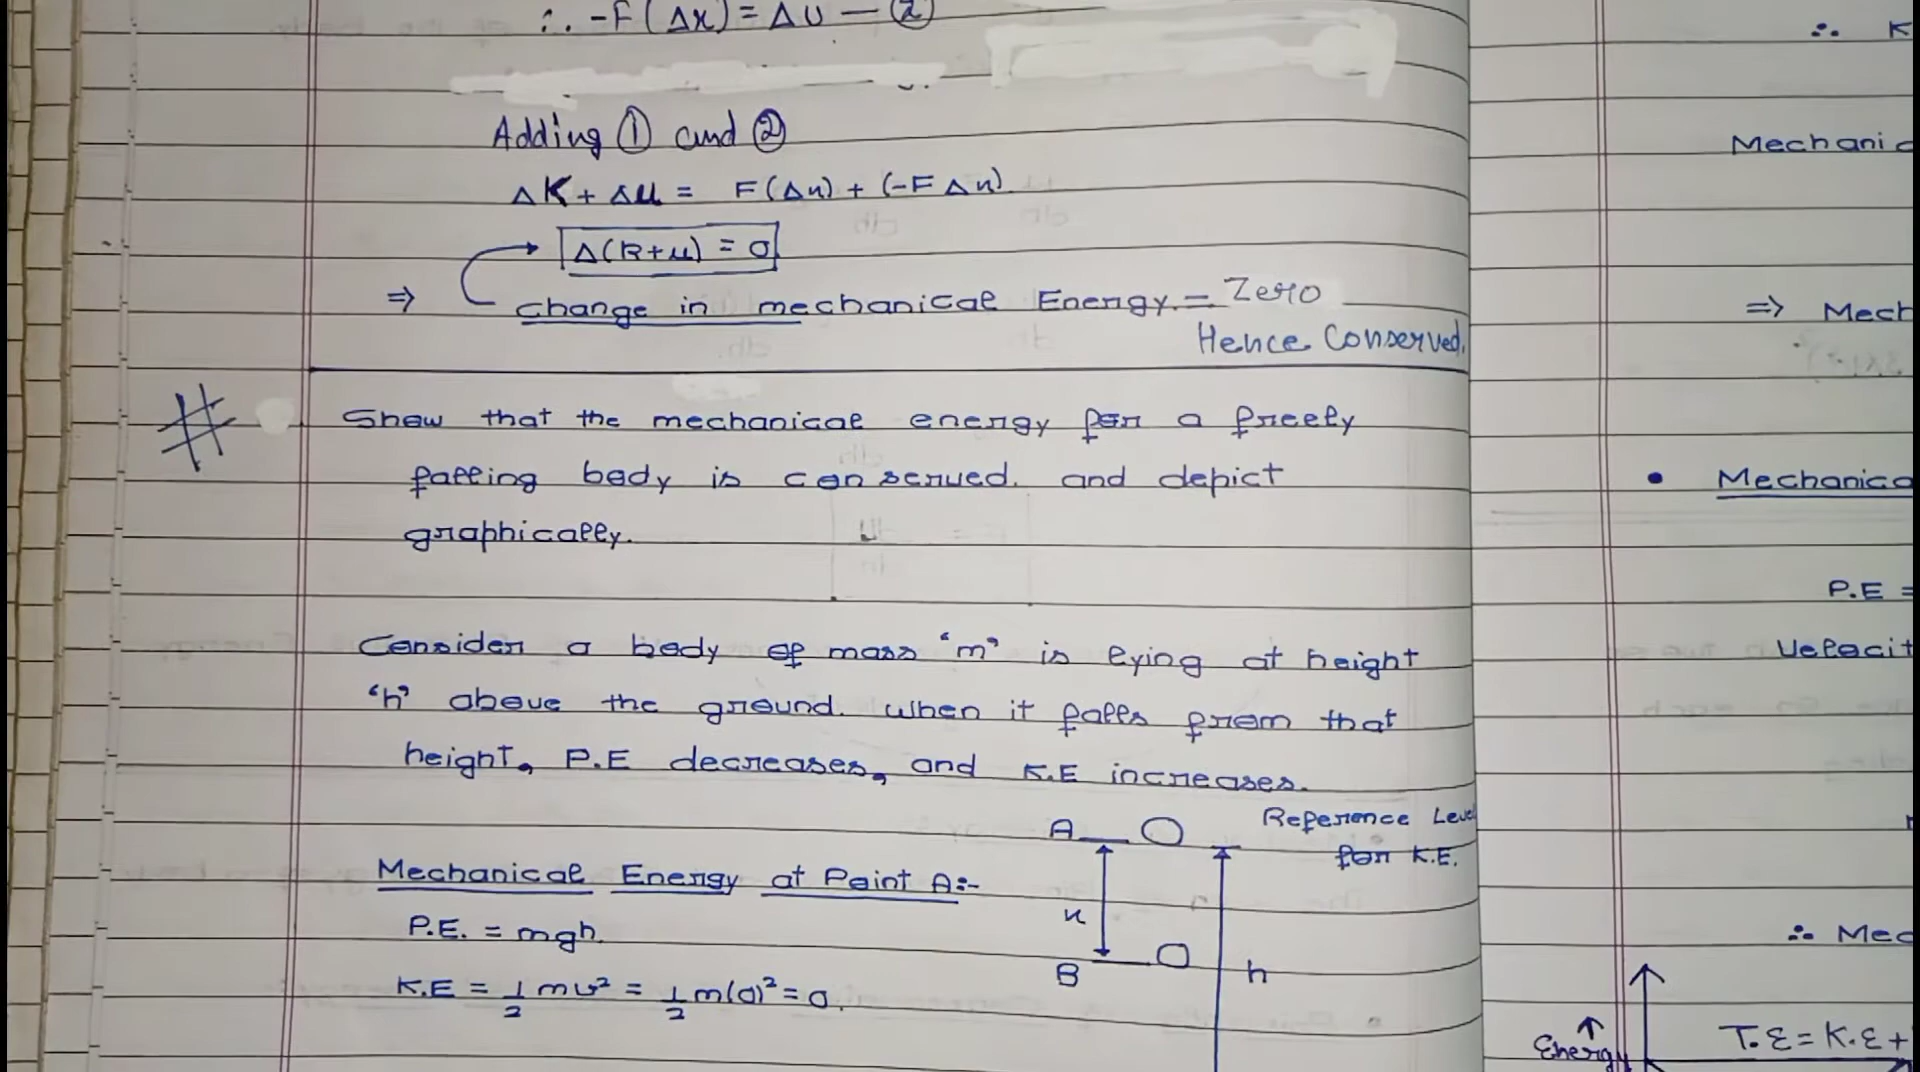 ∴ -F(Δx) = ΔU — ②
Adding ① and ②
ΔK + ΔU = F(Δx) + (-FΔx)
Δ(K+U) = 0
⇒ change in mechanical Energy = Zero
Hence Conserved.
# Show that the mechanical energy for a freely
falling body is conserved. and depict
graphically.
Consider a body of mass 'm' is lying at height
'h' above the ground. when it falls from that
height, P.E decreases, and K.E increases.
Mechanical Energy at Point A:-
P.E. = mgh.
K.E = 1/2 mv² = 1/2 m(0)² = 0.
A
Reference Level
for K.E.
x
B
h
∴ K
Mechanic
⇒ Mech
• Mechanica
P.E =
Velocit
∴ Mec
Energy
T.E = K.E +